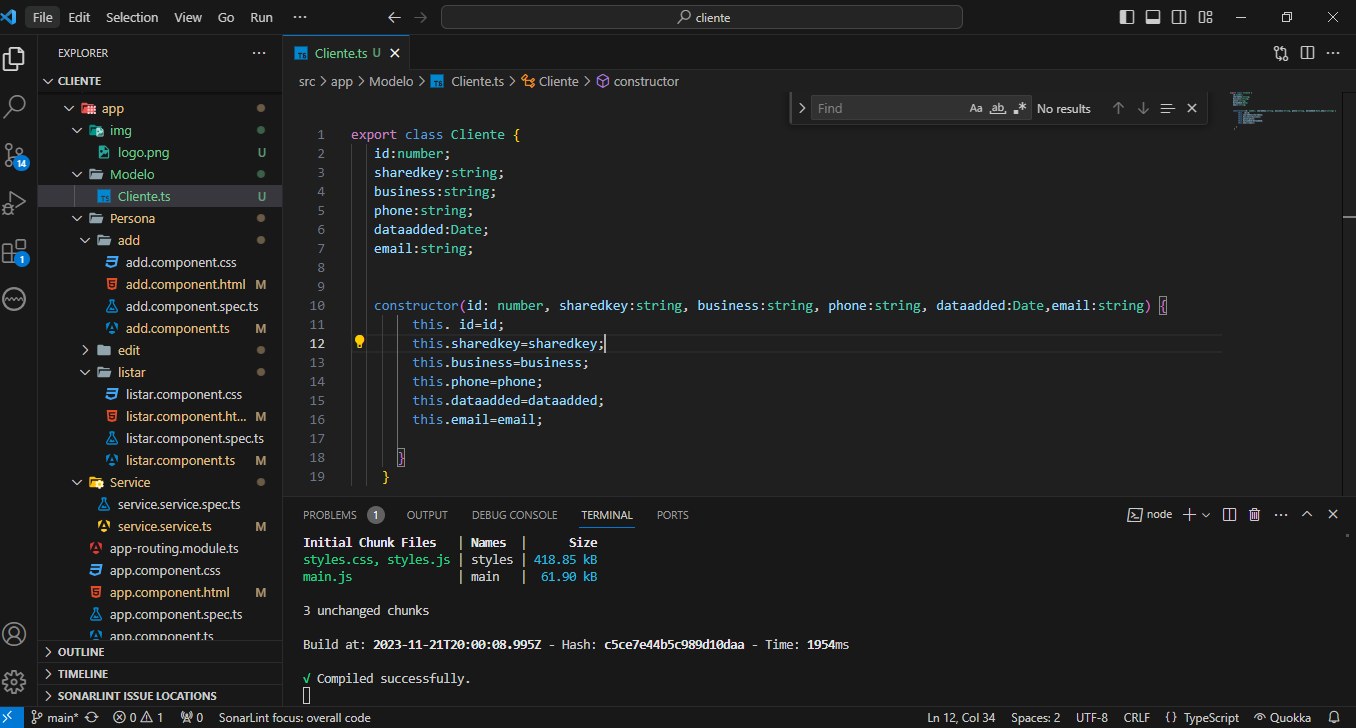 File Edit Selection View Go Run ···
cliente
EXPLORER ···
CLIENTE
app
img
logo.png U
Modelo
Cliente.ts U
Persona
add
add.component.css
add.component.html M
add.component.spec.ts
add.component.ts M
edit
listar
listar.component.css
listar.component.ht... M
listar.component.spec.ts
listar.component.ts M
Service
service.service.spec.ts
service.service.ts M
app-routing.module.ts
app.component.css
app.component.html M
app.component.spec.ts
app.component.ts
OUTLINE
TIMELINE
SONARLINT ISSUE LOCATIONS
14
1
TS Cliente.ts U
src > app > Modelo > TS Cliente.ts > Cliente > constructor
Find Aa ab .* No results
1 export class Cliente {
2 id:number;
3 sharedkey:string;
4 business:string;
5 phone:string;
6 dataadded:Date;
7 email:string;
8
9
10 constructor(id: number, sharedkey:string, business:string, phone:string, dataadded:Date,email:string) {
11 this. id=id;
12 this.sharedkey=sharedkey;
13 this.business=business;
14 this.phone=phone;
15 this.dataadded=dataadded;
16 this.email=email;
17
18 }
19 }
PROBLEMS 1 OUTPUT DEBUG CONSOLE TERMINAL PORTS node ···
Initial Chunk Files | Names | Size
styles.css, styles.js | styles | 418.85 kB
main.js | main | 61.90 kB
3 unchanged chunks
Build at: 2023-11-21T20:00:08.995Z - Hash: c5ce7e44b5c989d10daa - Time: 1954ms
√ Compiled successfully.
main* 0 1 0 SonarLint focus: overall code Ln 12, Col 34 Spaces: 2 UTF-8 CRLF {} TypeScript Quokka